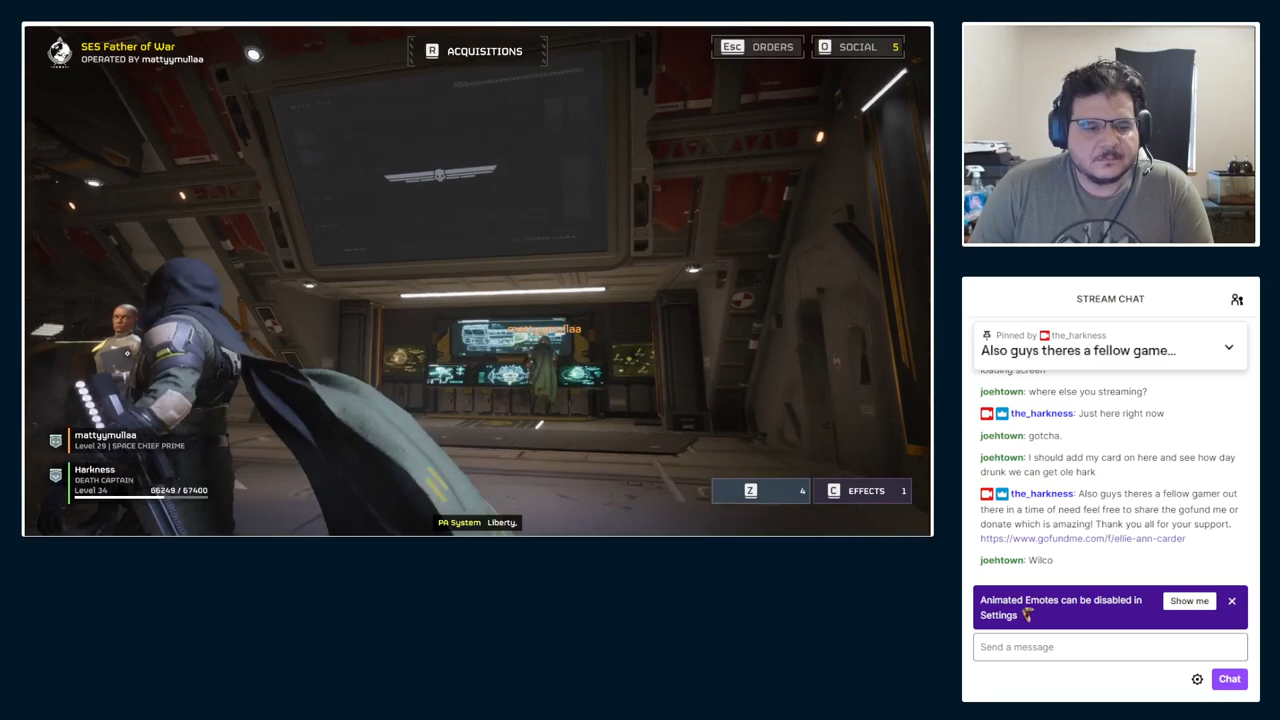 SES Father of War
OPERATED BY mattyymullaa
R ACQUISITIONS
Esc ORDERS
O SOCIAL 5
mattyymullaa
mattyymullaa
Level 29 | SPACE CHIEF PRIME
Harkness
DEATH CAPTAIN
Level 34 66249 / 67400
Z 4
C EFFECTS 1
PA System Liberty,
STREAM CHAT
Pinned by the_harkness
Also guys theres a fellow game...
loading screen
joehtown: where else you streaming?
the_harkness: Just here right now
joehtown: gotcha.
joehtown: I should add my card on here and see how day
drunk we can get ole hark
the_harkness: Also guys theres a fellow gamer out
there in a time of need feel free to share the gofund me or
donate which is amazing! Thank you all for your support.
https://www.gofundme.com/f/ellie-ann-carder
joehtown: Wilco
Animated Emotes can be disabled in
Settings
Show me
Send a message
Chat